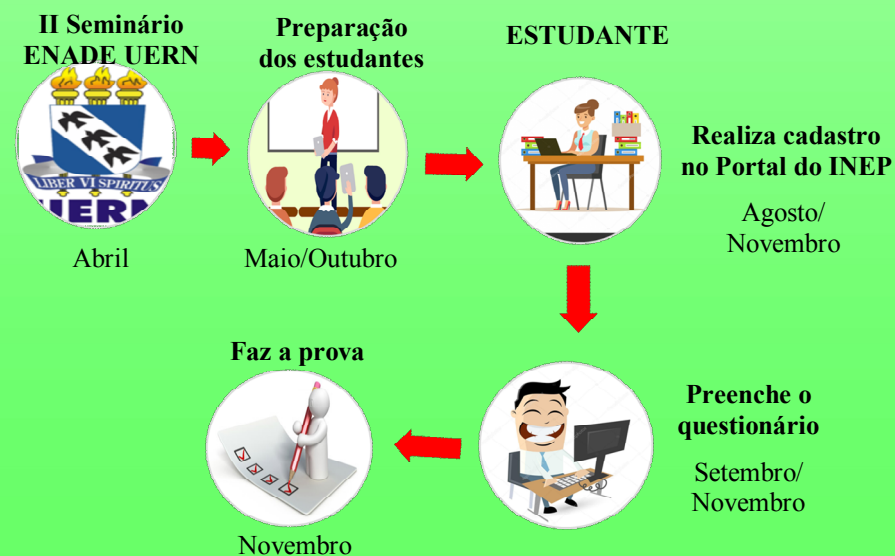 II Seminário
ENADE UERN
Preparação
dos estudantes
ESTUDANTE
LIBER VI SPIRITUS
UERN
Realiza cadastro
no Portal do INEP
Agosto/
Novembro
Abril
Maio/Outubro
Faz a prova
Preenche o
questionário
Setembro/
Novembro
Novembro